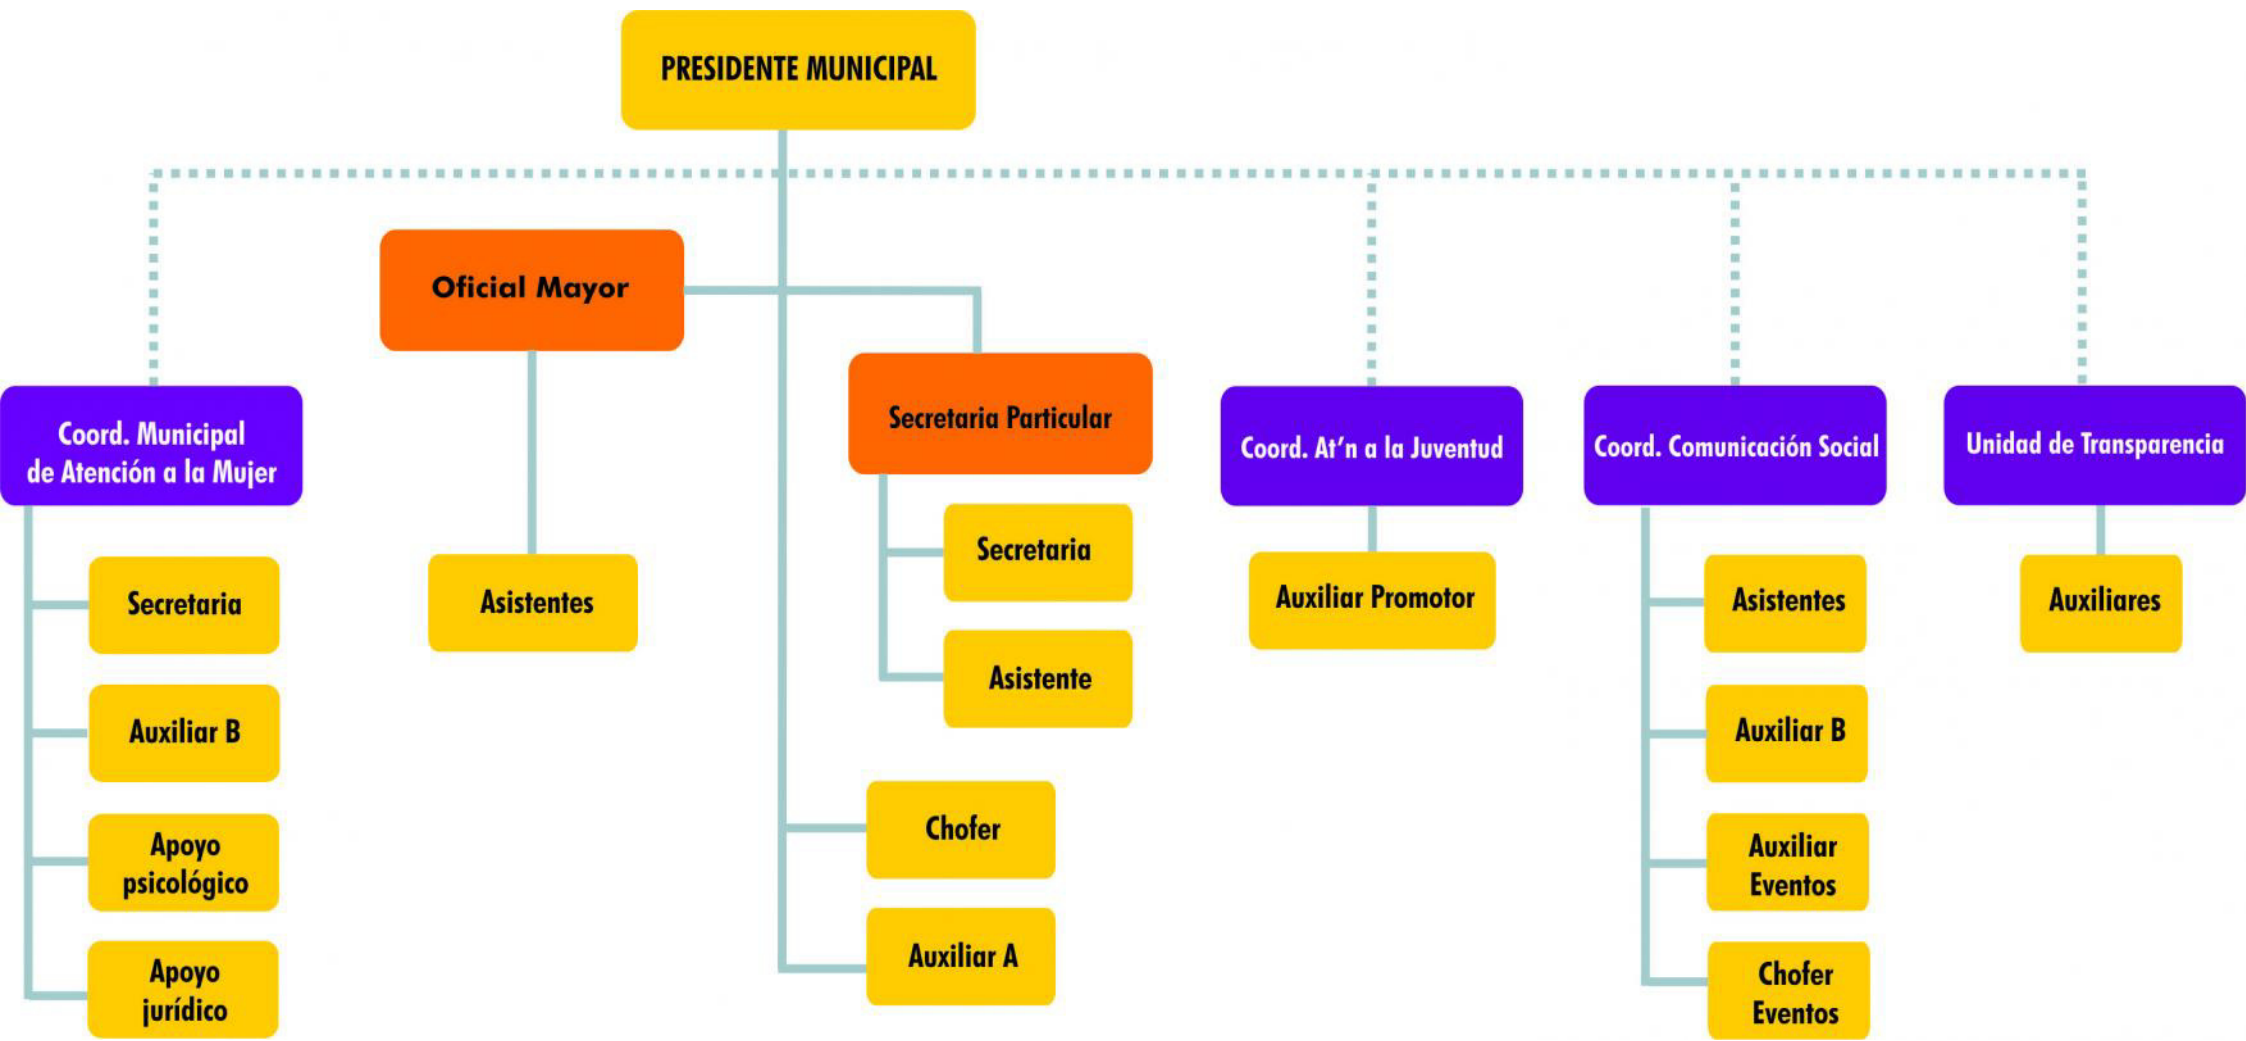 PRESIDENTE MUNICIPAL
Oficial Mayor
Asistentes
Secretaria Particular
Secretaria
Asistente
Chofer
Auxiliar A
Coord. Municipal
de Atención a la Mujer
Secretaria
Auxiliar B
Apoyo
psicológico
Apoyo
jurídico
Coord. At'n a la Juventud
Auxiliar Promotor
Coord. Comunicación Social
Asistentes
Auxiliar B
Auxiliar
Eventos
Chofer
Eventos
Unidad de Transparencia
Auxiliares